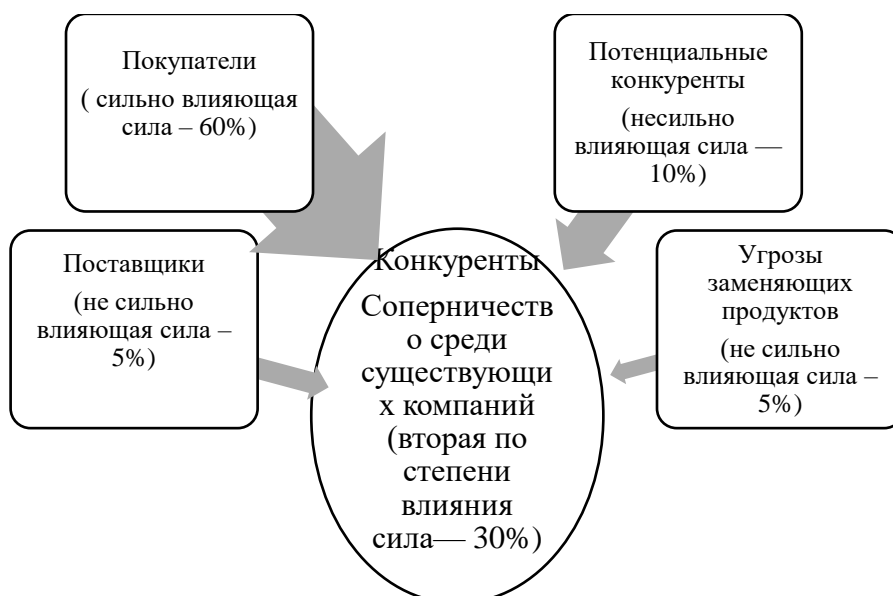 Покупатели
( сильно влияющая
сила – 60%)
Потенциальные
конкуренты
(несильно
влияющая сила —
10%)
Поставщики
(не сильно
влияющая сила –
5%)
Конкуренты
Соперничеств
о среди
существующи
х компаний
(вторая по
степени
влияния
сила— 30%)
Угрозы
заменяющих
продуктов
(не сильно
влияющая сила –
5%)